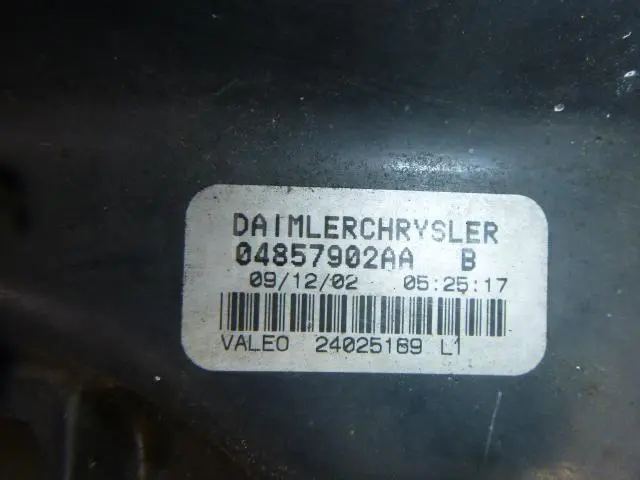 DAIMLERCHRYSLER
04857902AA B
09/12/02 05:25:17
VALEO 24025169 L1